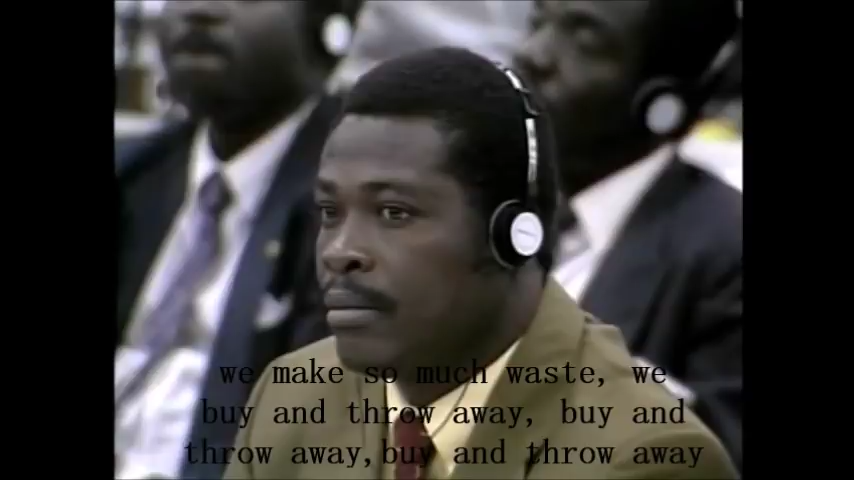 we make so much waste, we
buy and throw away, buy and
throw away,buy and throw away